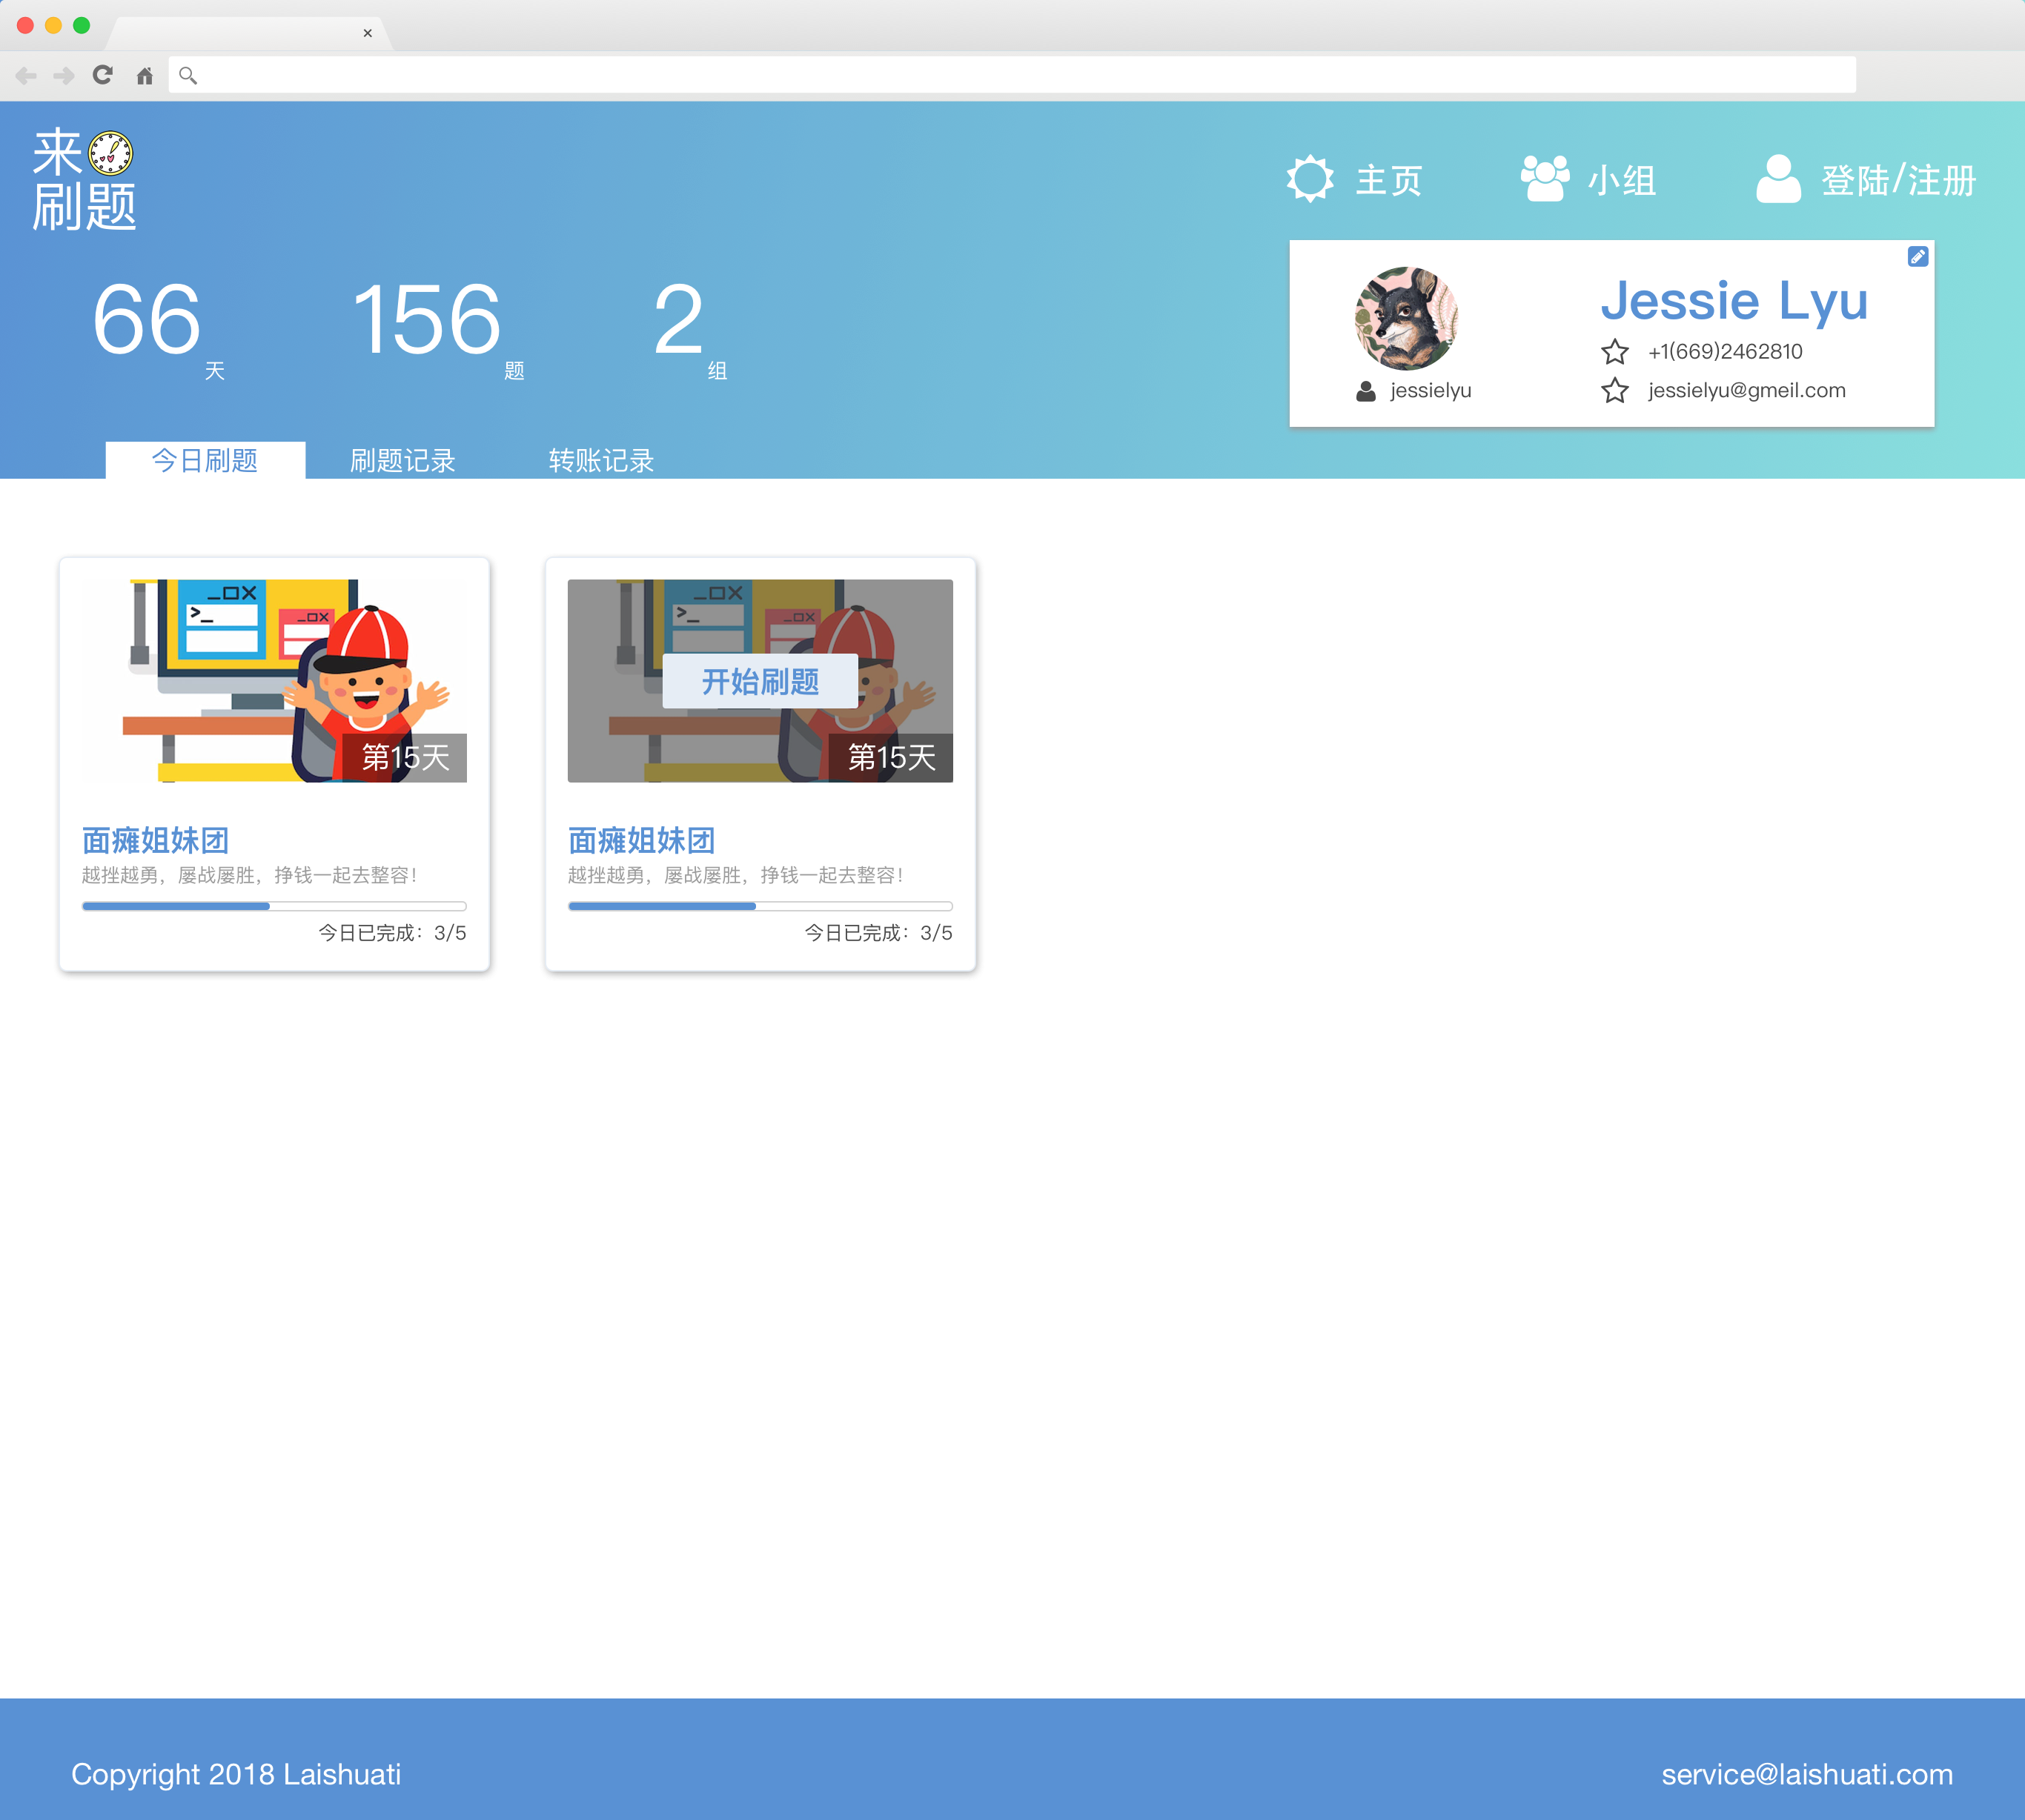 来
刷题
主页
小组
登陆/注册
66天
156题
2组
Jessie Lyu
+1(669)2462810
jessielyu
jessielyu@gmeil.com
今日刷题
刷题记录
转账记录
_□X
>_
_□X
第15天
面瘫姐妹团
越挫越勇，屡战屡胜，挣钱一起去整容！
今日已完成：3/5
_□X
>_
_□X
开始刷题
第15天
面瘫姐妹团
越挫越勇，屡战屡胜，挣钱一起去整容！
今日已完成：3/5
Copyright 2018 Laishuati
service@laishuati.com